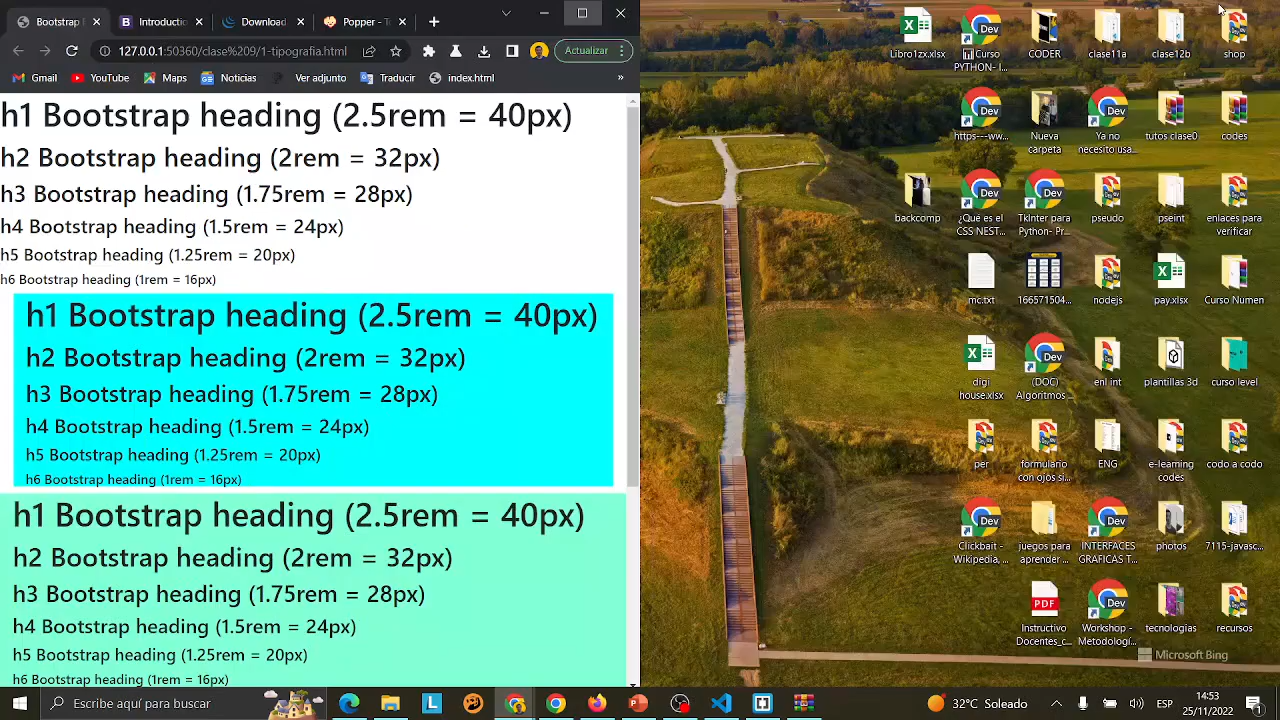 Bootstrap
Ir
Downloac
Popper - T
127.0.0.1:5030
209/1-tipografia.html
Actualizar
Gmail
YouTube
Maps
Noticias
Ver adjunto
Traducir
index.html
»
h1 Bootstrap heading (2.5rem = 40px)
h2 Bootstrap heading (2rem = 32px)
h3 Bootstrap heading (1.75rem = 28px)
h4 Bootstrap heading (1.5rem = 24px)
h5 Bootstrap heading (1.25rem = 20px)
h6 Bootstrap heading (1rem = 16px)
h1 Bootstrap heading (2.5rem = 40px)
h2 Bootstrap heading (2rem = 32px)
h3 Bootstrap heading (1.75rem = 28px)
h4 Bootstrap heading (1.5rem = 24px)
h5 Bootstrap heading (1.25rem = 20px)
h6 Bootstrap heading (1rem = 16px)
h1 Bootstrap heading (2.5rem = 40px)
h2 Bootstrap heading (2rem = 32px)
h3 Bootstrap heading (1.75rem = 28px)
h4 Bootstrap heading (1.5rem = 24px)
h5 Bootstrap heading (1.25rem = 20px)
h6 Bootstrap heading (1rem = 16px)
Libro1zx.xlsx
Curso
PYTHON-...
CODER
clase11a
clase12b
shop
https---ww...
Nueva
carpeta
Ya no
necesito usa...
tutos clase0
codes
backcomp
¿Qué es el
CSS NEST...
TkInter para
Python- Pr...
pseudo
pseint
enlaces para
verificar
mc.txt
166571504...
nodejs
pay.xlsx
Curso Numen
digi
house.xlsx
(DOC)
Algoritmos ...
enl int
plantillas 3d
curso level
per
formulario
con ojos si...
ENG
e-learning
codes
codo a codo
Clickbait -
Wikipedia, ...
juegos para
aprender ...
INTERFACES
GRAFICAS T...
photoc
7115-javasc...
PDF
Instructivo
Docentes_c...
Workshop -
Metodologí...
tecnologías
recursos
Microsoft Bing
Escribe aquí para bu
32°C Soleado
ESP
14:53
25/11/2022